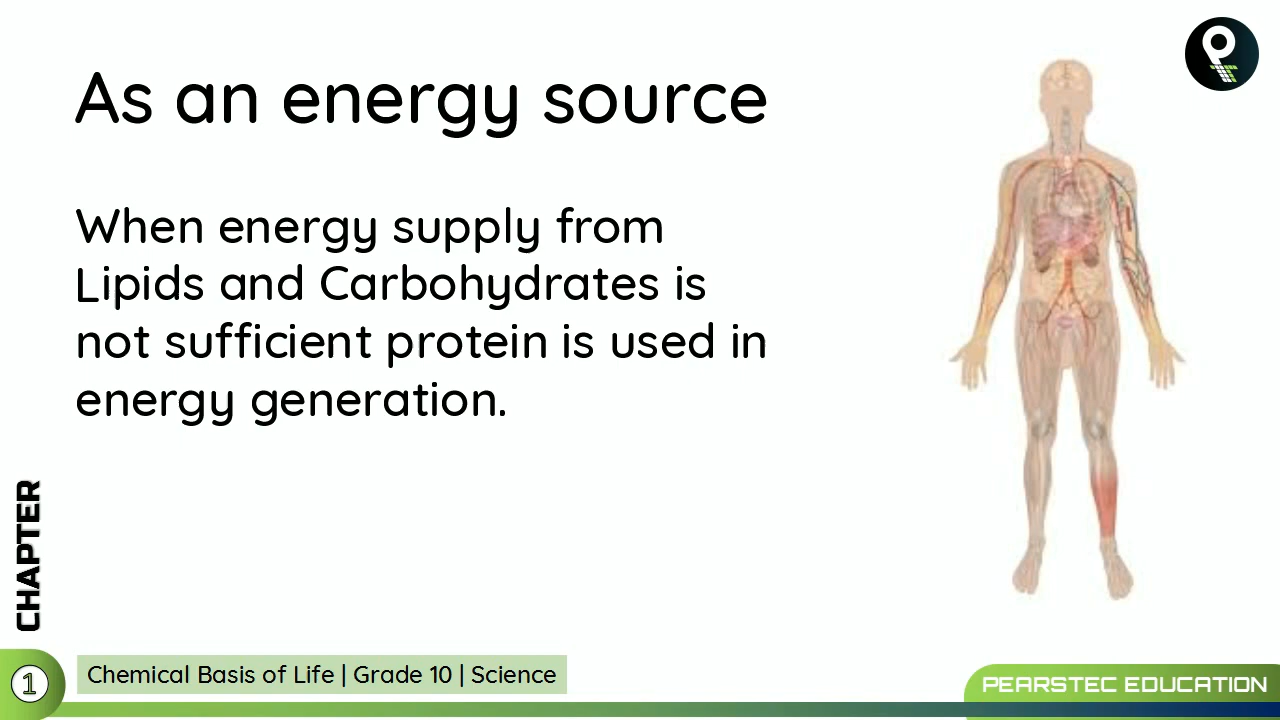 As an energy source
When energy supply from
Lipids and Carbohydrates is
not sufficient protein is used in
energy generation.
CHAPTER
1
Chemical Basis of Life | Grade 10 | Science
PEARSTEC EDUCATION